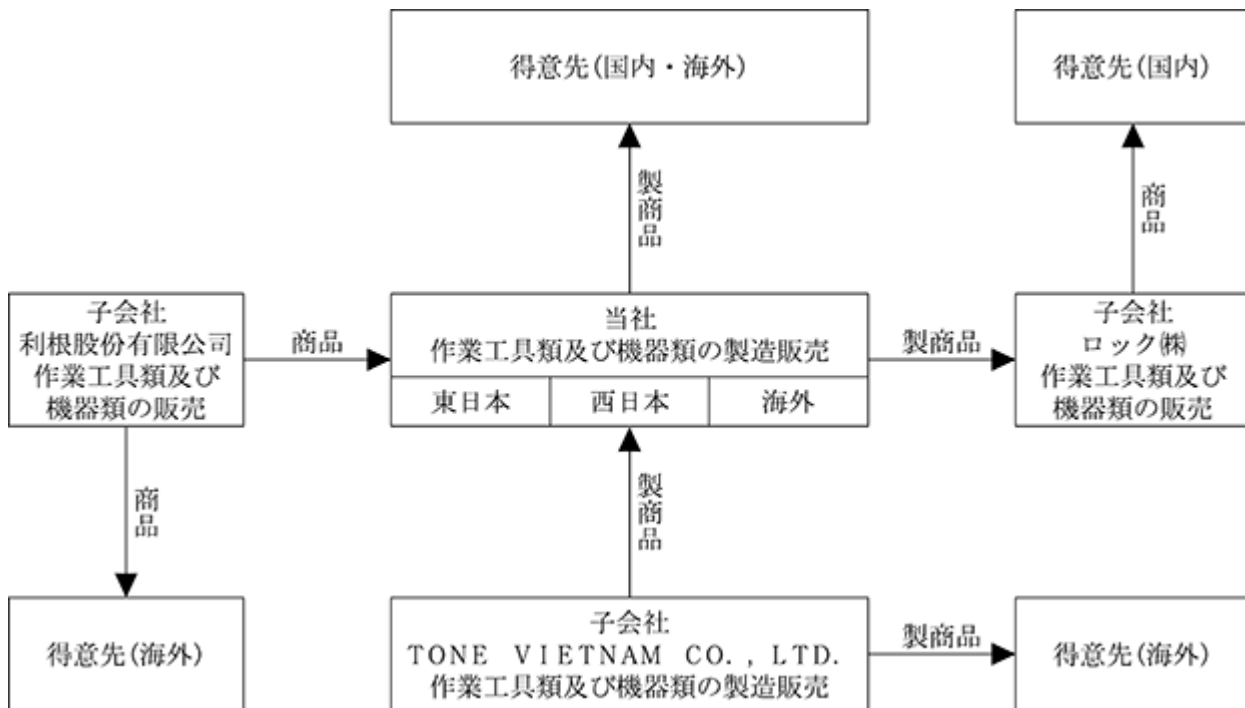 得意先(国内・海外)
得意先(国内)
製商品
商品
子会社
利根股份有限公司
作業工具類及び
機器類の販売
商品
当社
作業工具類及び機器類の製造販売
東日本
西日本
海外
製商品
子会社
ロック㈱
作業工具類及び
機器類の販売
商品
製商品
得意先(海外)
子会社
TONE VIETNAM CO., LTD.
作業工具類及び機器類の製造販売
製商品
得意先(海外)